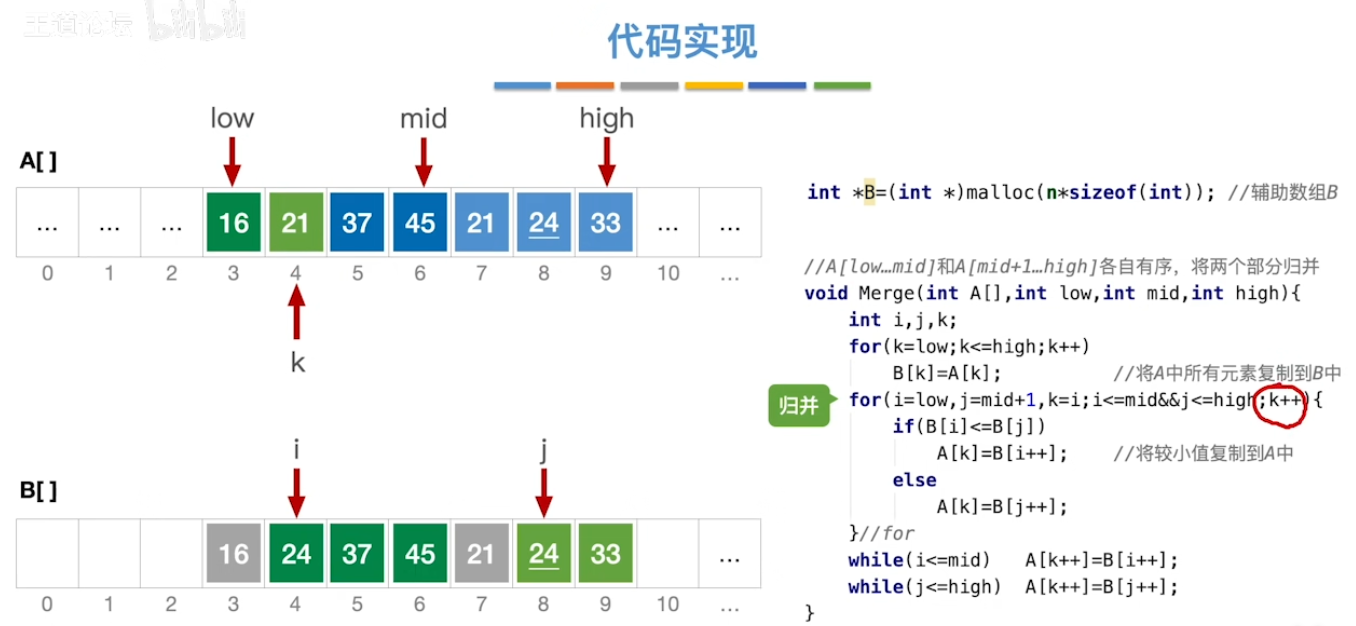 王道论坛 bilibili
代码实现
low mid high
A[ ]
... ... ... 16 21 37 45 21 24 33 ... ...
0 1 2 3 4 5 6 7 8 9 10 ...
k
i j
B[ ]
16 24 37 45 21 24 33 ...
0 1 2 3 4 5 6 7 8 9 10 ...
int *B=(int *)malloc(n*sizeof(int)); //辅助数组B
//A[low…mid]和A[mid+1…high]各自有序，将两个部分归并
void Merge(int A[],int low,int mid,int high){
int i,j,k;
for(k=low;k<=high;k++)
B[k]=A[k]; //将A中所有元素复制到B中
归并
for(i=low,j=mid+1,k=i;i<=mid&&j<=high;k++){
if(B[i]<=B[j])
A[k]=B[i++]; //将较小值复制到A中
else
A[k]=B[j++];
}//for
while(i<=mid) A[k++]=B[i++];
while(j<=high) A[k++]=B[j++];
}